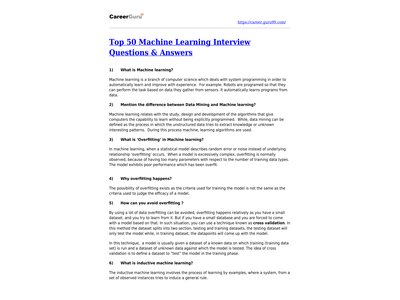 CareerGuru
https://career.guru99.com/
Top 50 Machine Learning Interview
Questions & Answers
1) What is Machine learning?
Machine learning is a branch of computer science which deals with system programming in order to
automatically learn and improve with experience. For example: Robots are programed so that they
can perform the task based on data they gather from sensors. It automatically learns programs from
data.
2) Mention the difference between Data Mining and Machine learning?
Machine learning relates with the study, design and development of the algorithms that give
computers the capability to learn without being explicitly programmed. While, data mining can be
defined as the process in which the unstructured data tries to extract knowledge or unknown
interesting patterns. During this process machine, learning algorithms are used.
3) What is 'Overfitting' in Machine learning?
In machine learning, when a statistical model describes random error or noise instead of underlying
relationship 'overfitting' occurs. When a model is excessively complex, overfitting is normally
observed, because of having too many parameters with respect to the number of training data types.
The model exhibits poor performance which has been overfit.
4) Why overfitting happens?
The possibility of overfitting exists as the criteria used for training the model is not the same as the
criteria used to judge the efficacy of a model.
5) How can you avoid overfitting ?
By using a lot of data overfitting can be avoided, overfitting happens relatively as you have a small
dataset, and you try to learn from it. But if you have a small database and you are forced to come
with a model based on that. In such situation, you can use a technique known as cross validation. In
this method the dataset splits into two section, testing and training datasets, the testing dataset will
only test the model while, in training dataset, the datapoints will come up with the model.
In this technique, a model is usually given a dataset of a known data on which training (training data
set) is run and a dataset of unknown data against which the model is tested. The idea of cross
validation is to define a dataset to "test" the model in the training phase.
6) What is inductive machine learning?
The inductive machine learning involves the process of learning by examples, where a system, from a
set of observed instances tries to induce a general rule.